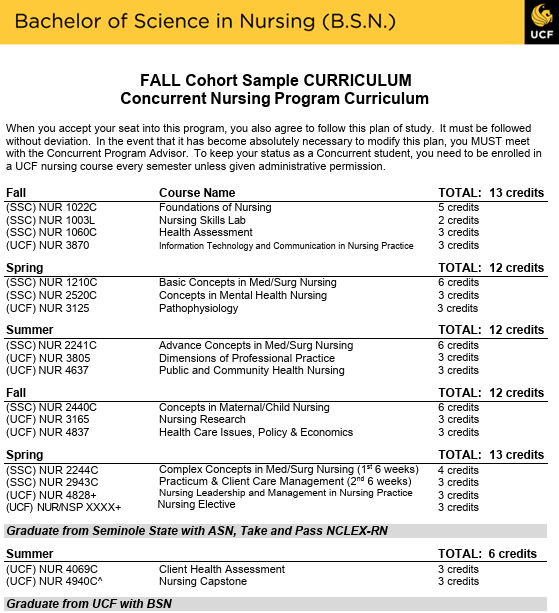 Bachelor of Science in Nursing (B.S.N.)
UCF
FALL Cohort Sample CURRICULUM
Concurrent Nursing Program Curriculum
When you accept your seat into this program, you also agree to follow this plan of study. It must be followed
without deviation. In the event that it has become absolutely necessary to modify this plan, you MUST meet
with the Concurrent Program Advisor. To keep your status as a Concurrent student, you need to be enrolled in
a UCF nursing course every semester unless given administrative permission.
Fall Course Name TOTAL: 13 credits
(SSC) NUR 1022C Foundations of Nursing 5 credits
(SSC) NUR 1003L Nursing Skills Lab 2 credits
(SSC) NUR 1060C Health Assessment 3 credits
(UCF) NUR 3870 Information Technology and Communication in Nursing Practice 3 credits
Spring TOTAL: 12 credits
(SSC) NUR 1210C Basic Concepts in Med/Surg Nursing 6 credits
(SSC) NUR 2520C Concepts in Mental Health Nursing 3 credits
(UCF) NUR 3125 Pathophysiology 3 credits
Summer TOTAL: 12 credits
(SSC) NUR 2241C Advance Concepts in Med/Surg Nursing 6 credits
(UCF) NUR 3805 Dimensions of Professional Practice 3 credits
(UCF) NUR 4637 Public and Community Health Nursing 3 credits
Fall TOTAL: 12 credits
(SSC) NUR 2440C Concepts in Maternal/Child Nursing 6 credits
(UCF) NUR 3165 Nursing Research 3 credits
(UCF) NUR 4837 Health Care Issues, Policy & Economics 3 credits
Spring TOTAL: 13 credits
(SSC) NUR 2244C Complex Concepts in Med/Surg Nursing (1st 6 weeks) 4 credits
(SSC) NUR 2943C Practicum & Client Care Management (2nd 6 weeks) 3 credits
(UCF) NUR 4828+ Nursing Leadership and Management in Nursing Practice 3 credits
(UCF) NUR/NSP XXXX+ Nursing Elective 3 credits
Graduate from Seminole State with ASN, Take and Pass NCLEX-RN
Summer TOTAL: 6 credits
(UCF) NUR 4069C Client Health Assessment 3 credits
(UCF) NUR 4940C^ Nursing Capstone 3 credits
Graduate from UCF with BSN